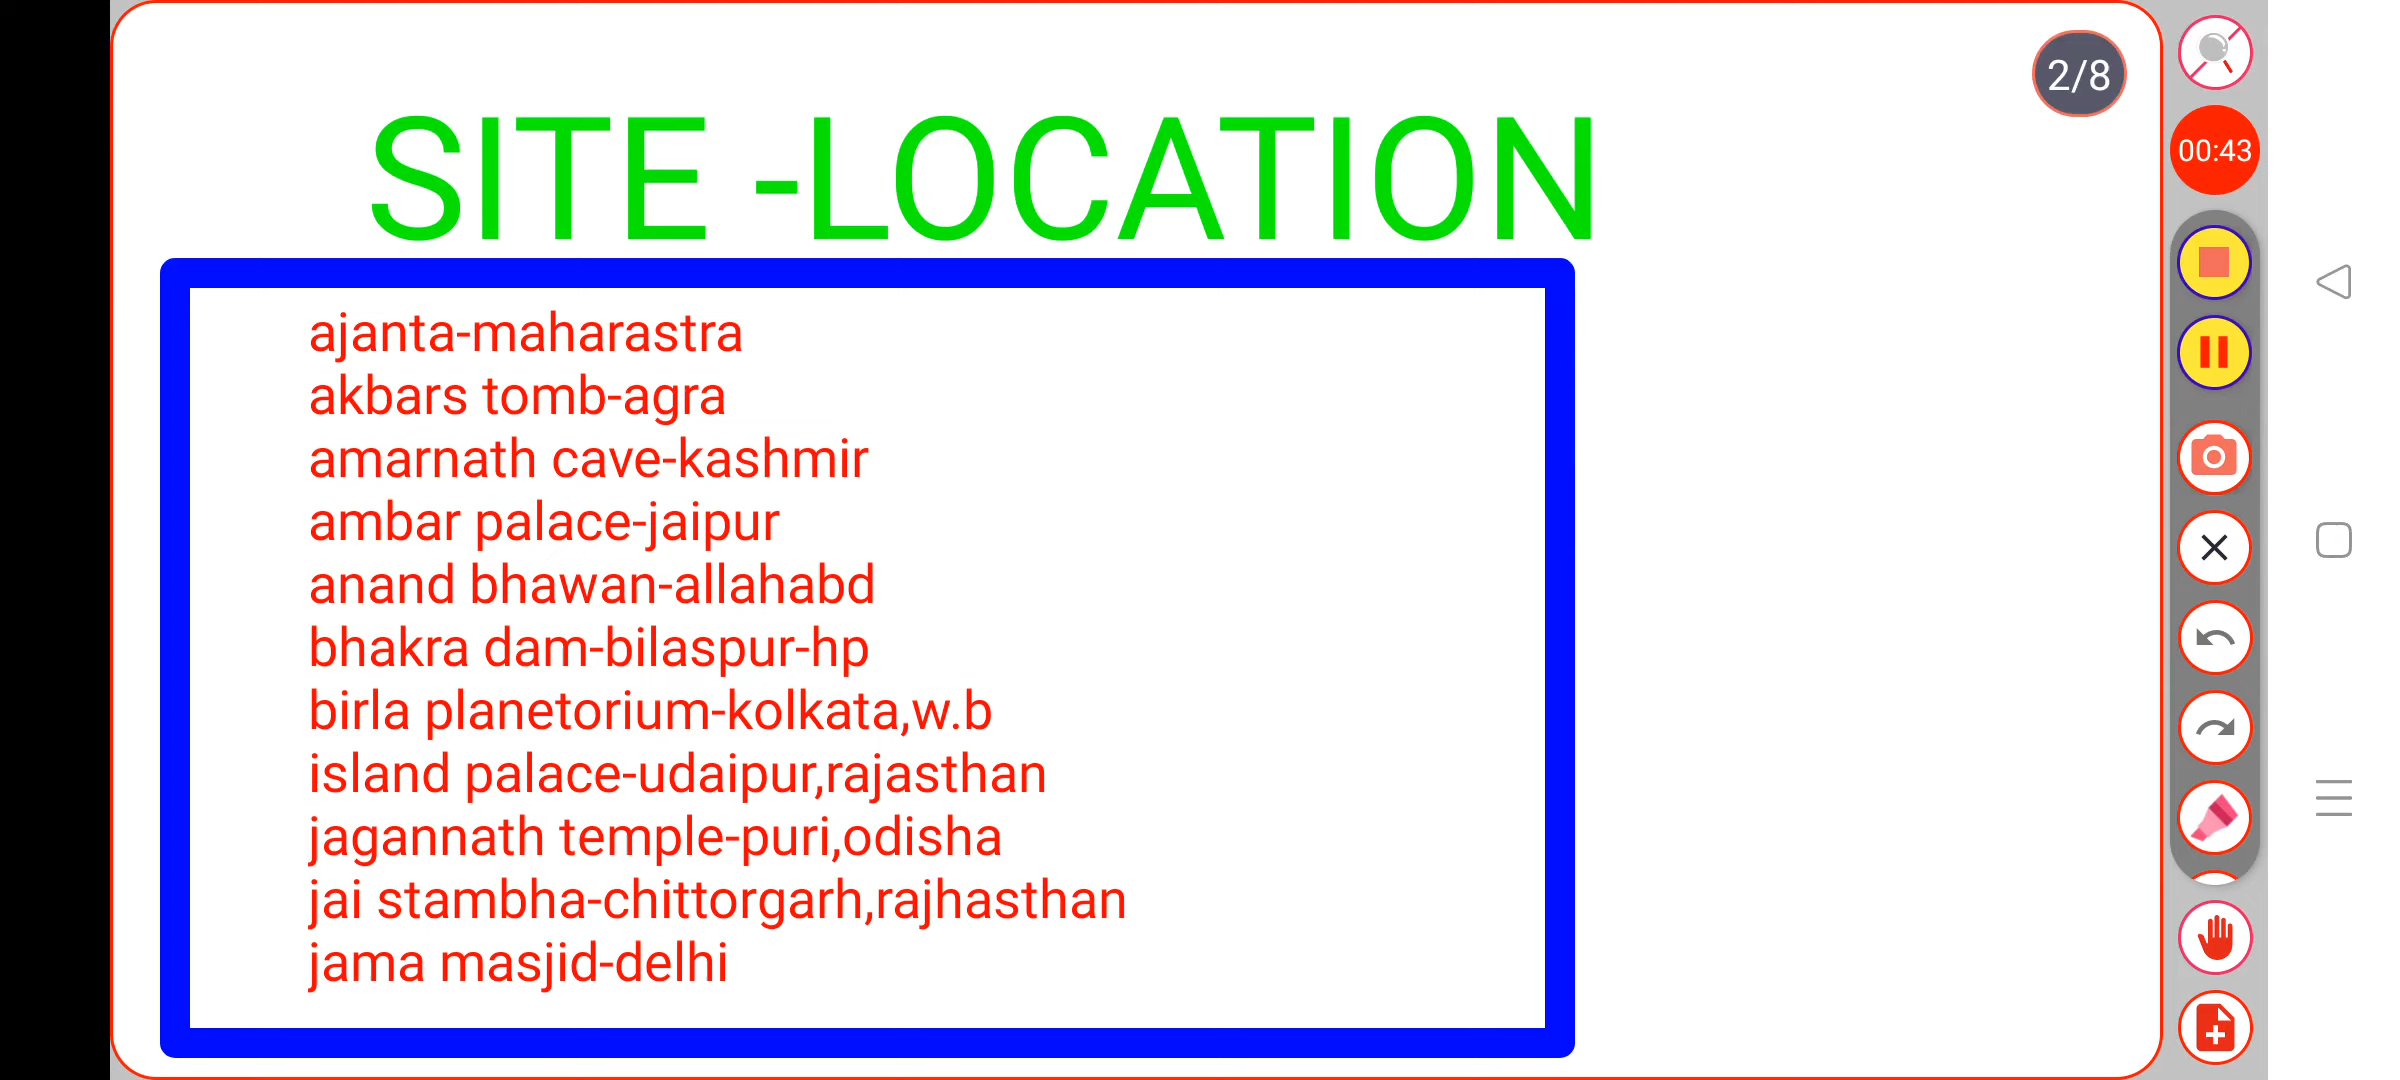 SITE -LOCATION
2/8
00:43
ajanta-maharastra
akbars tomb-agra
amarnath cave-kashmir
ambar palace-jaipur
anand bhawan-allahabd
bhakra dam-bilaspur-hp
birla planetorium-kolkata,w.b
island palace-udaipur,rajasthan
jagannath temple-puri,odisha
jai stambha-chittorgarh,rajhasthan
jama masjid-delhi